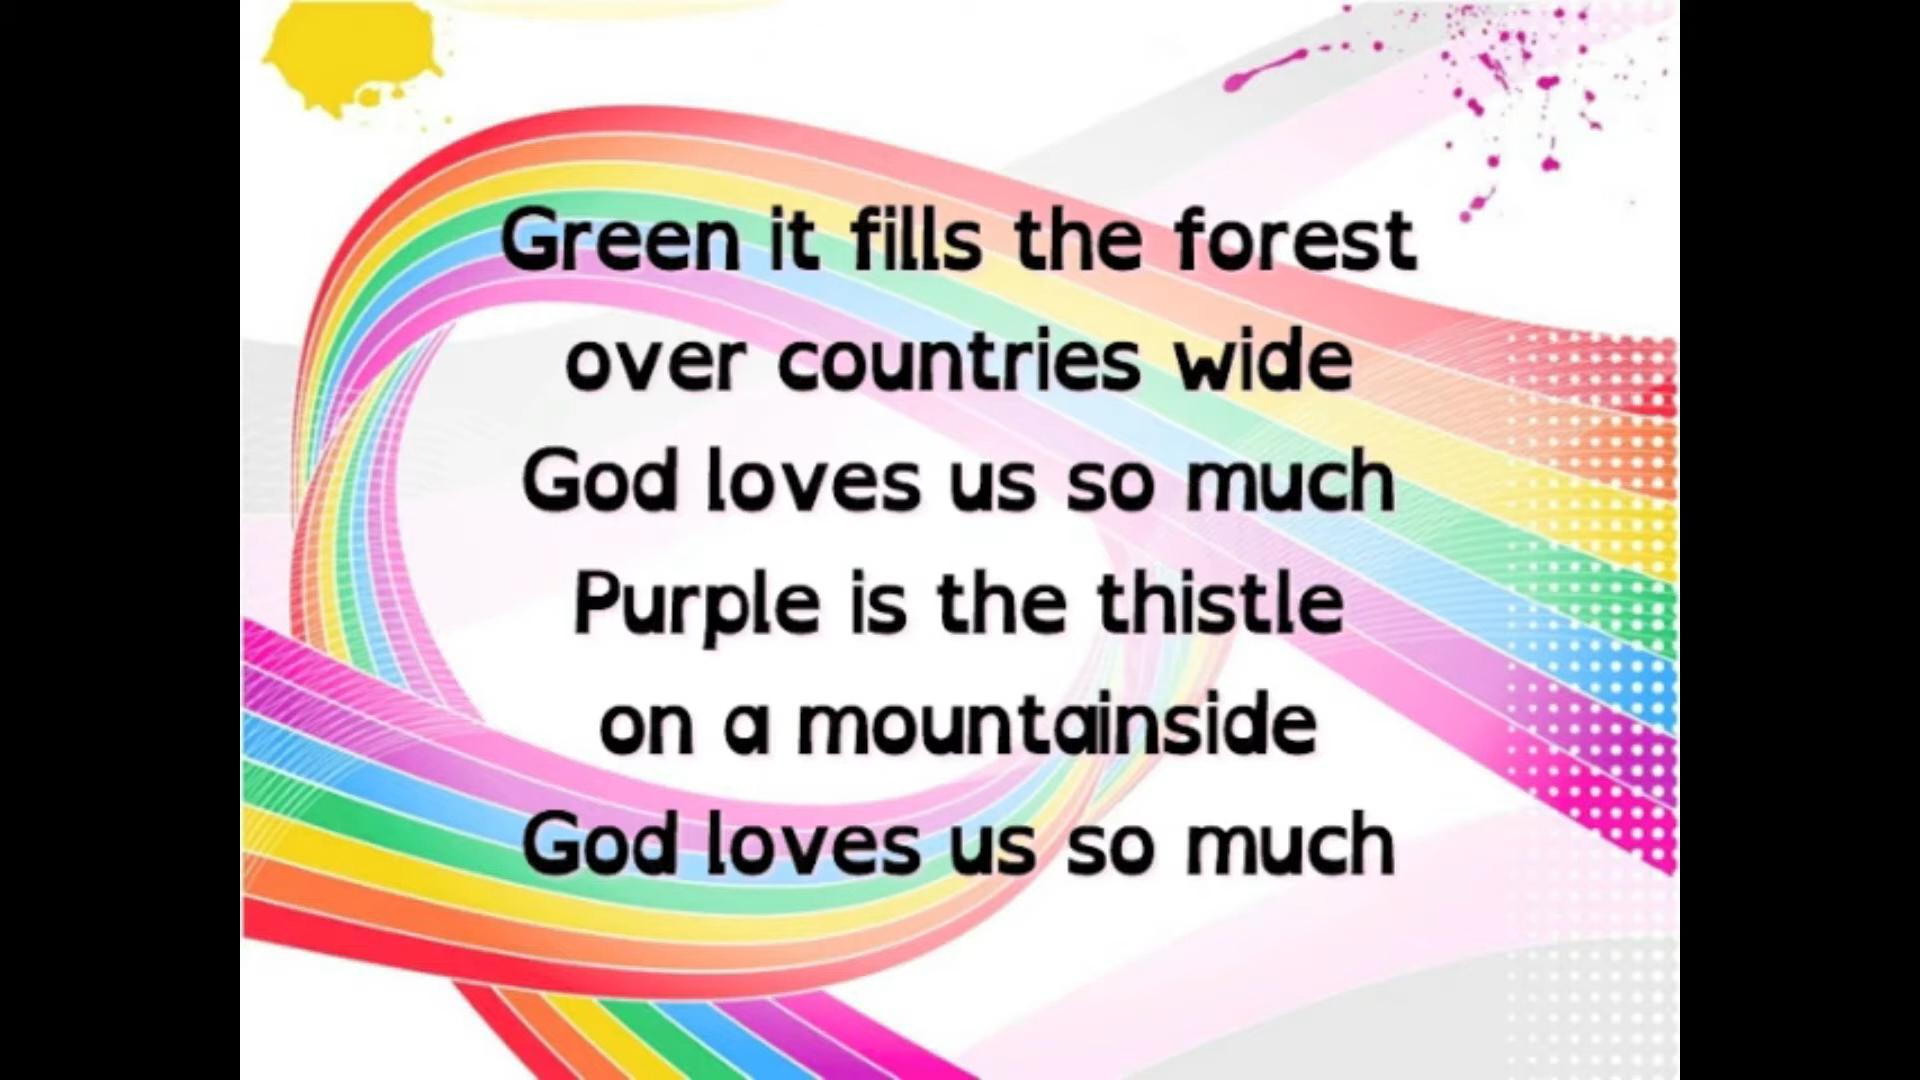 Green it fills the forest
over countries wide
God loves us so much
Purple is the thistle
on a mountainside
God loves us so much